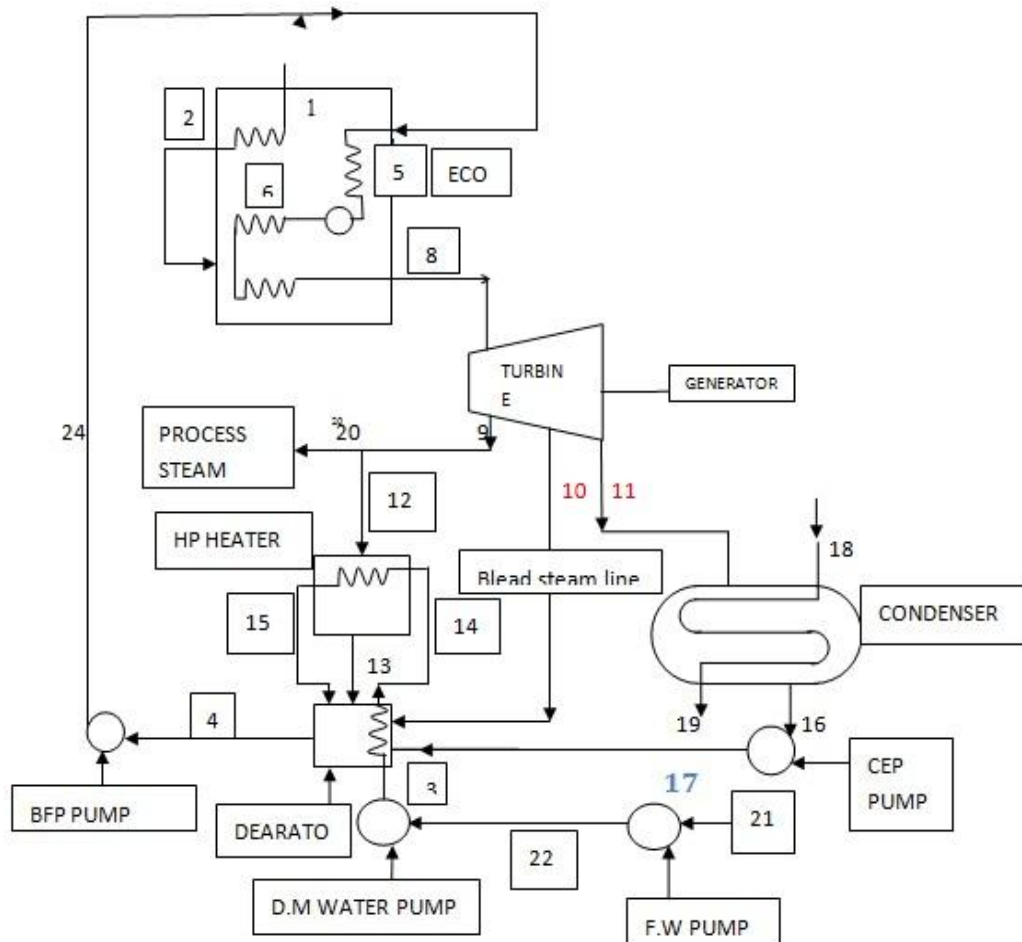 1
2
5
ECO
6
8
TURBIN
E
GENERATOR
24
PROCESS
STEAM
20
9
12
10
11
HP HEATER
Blead steam line
18
CONDENSER
15
14
13
4
19
16
3
17
CEP
PUMP
BFP PUMP
DEARATO
21
22
D.M WATER PUMP
F.W PUMP